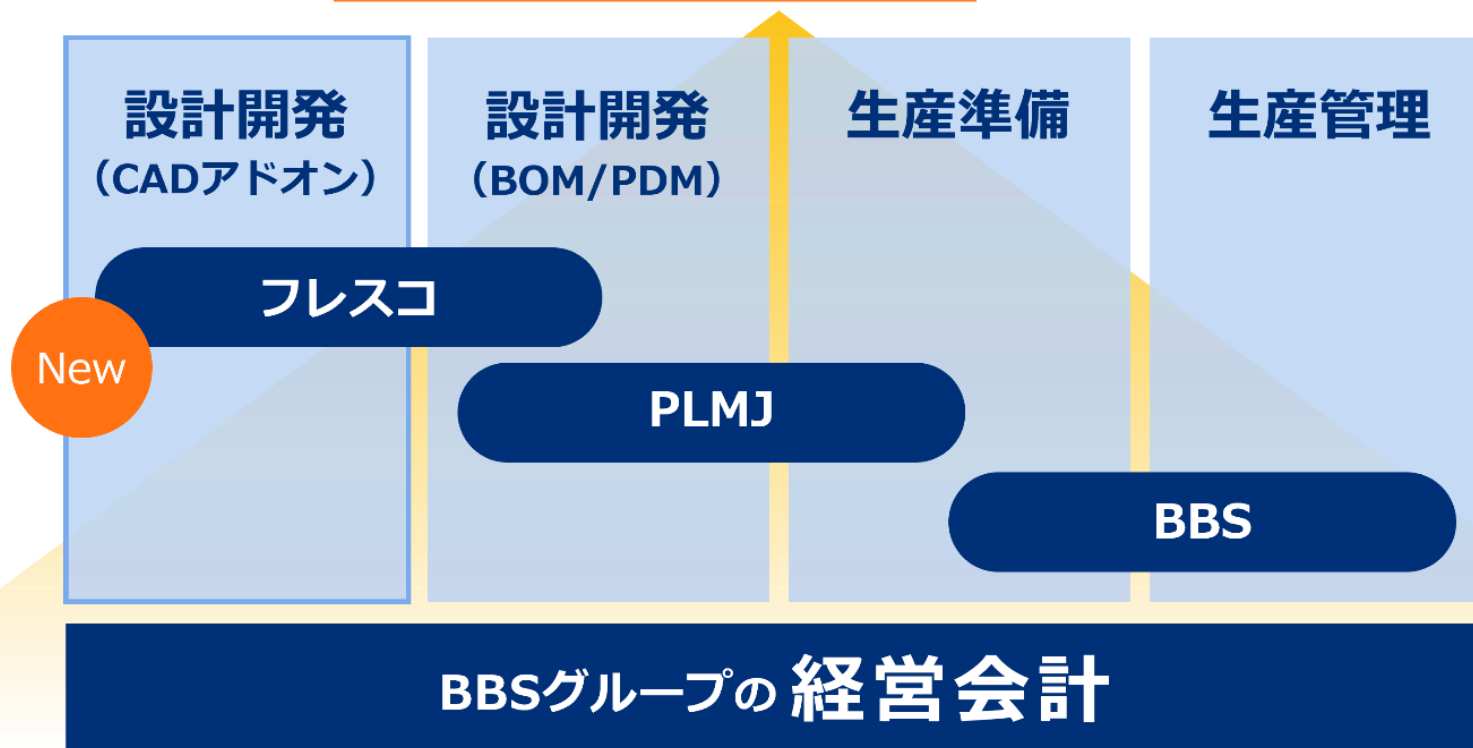 設計開発
（CADアドオン）
設計開発
（BOM/PDM）
生産準備
生産管理
フレスコ
New
PLMJ
BBS
BBSグループの 経営会計